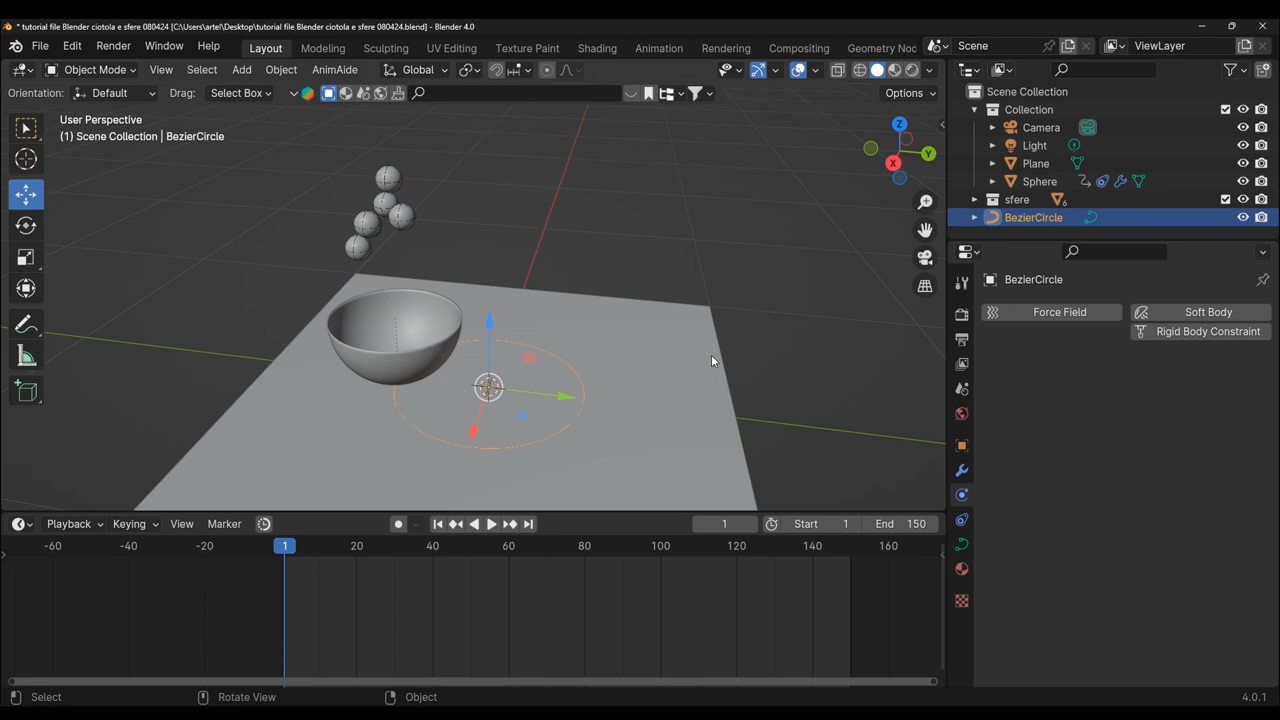 * tutorial file Blender ciotola e sfere 080424 [C:\Users\artel\Desktop\tutorial file Blender ciotola e sfere 080424.blend] - Blender 4.0
File Edit Render Window Help Layout Modeling Sculpting UV Editing Texture Paint Shading Animation Rendering Compositing Geometry Noc Scene ViewLayer
Object Mode View Select Add Object AnimAide Global
Orientation: Default Drag: Select Box Options
User Perspective
(1) Scene Collection | BezierCircle
Z
Y
X
Scene Collection
Collection
Camera
Light
Plane
Sphere
sfere 6
BezierCircle
BezierCircle
Force Field Soft Body
Rigid Body Constraint
Playback Keying View Marker 1 Start 1 End 150
-60 -40 -20 1 20 40 60 80 100 120 140 160
Select Rotate View Object 4.0.1